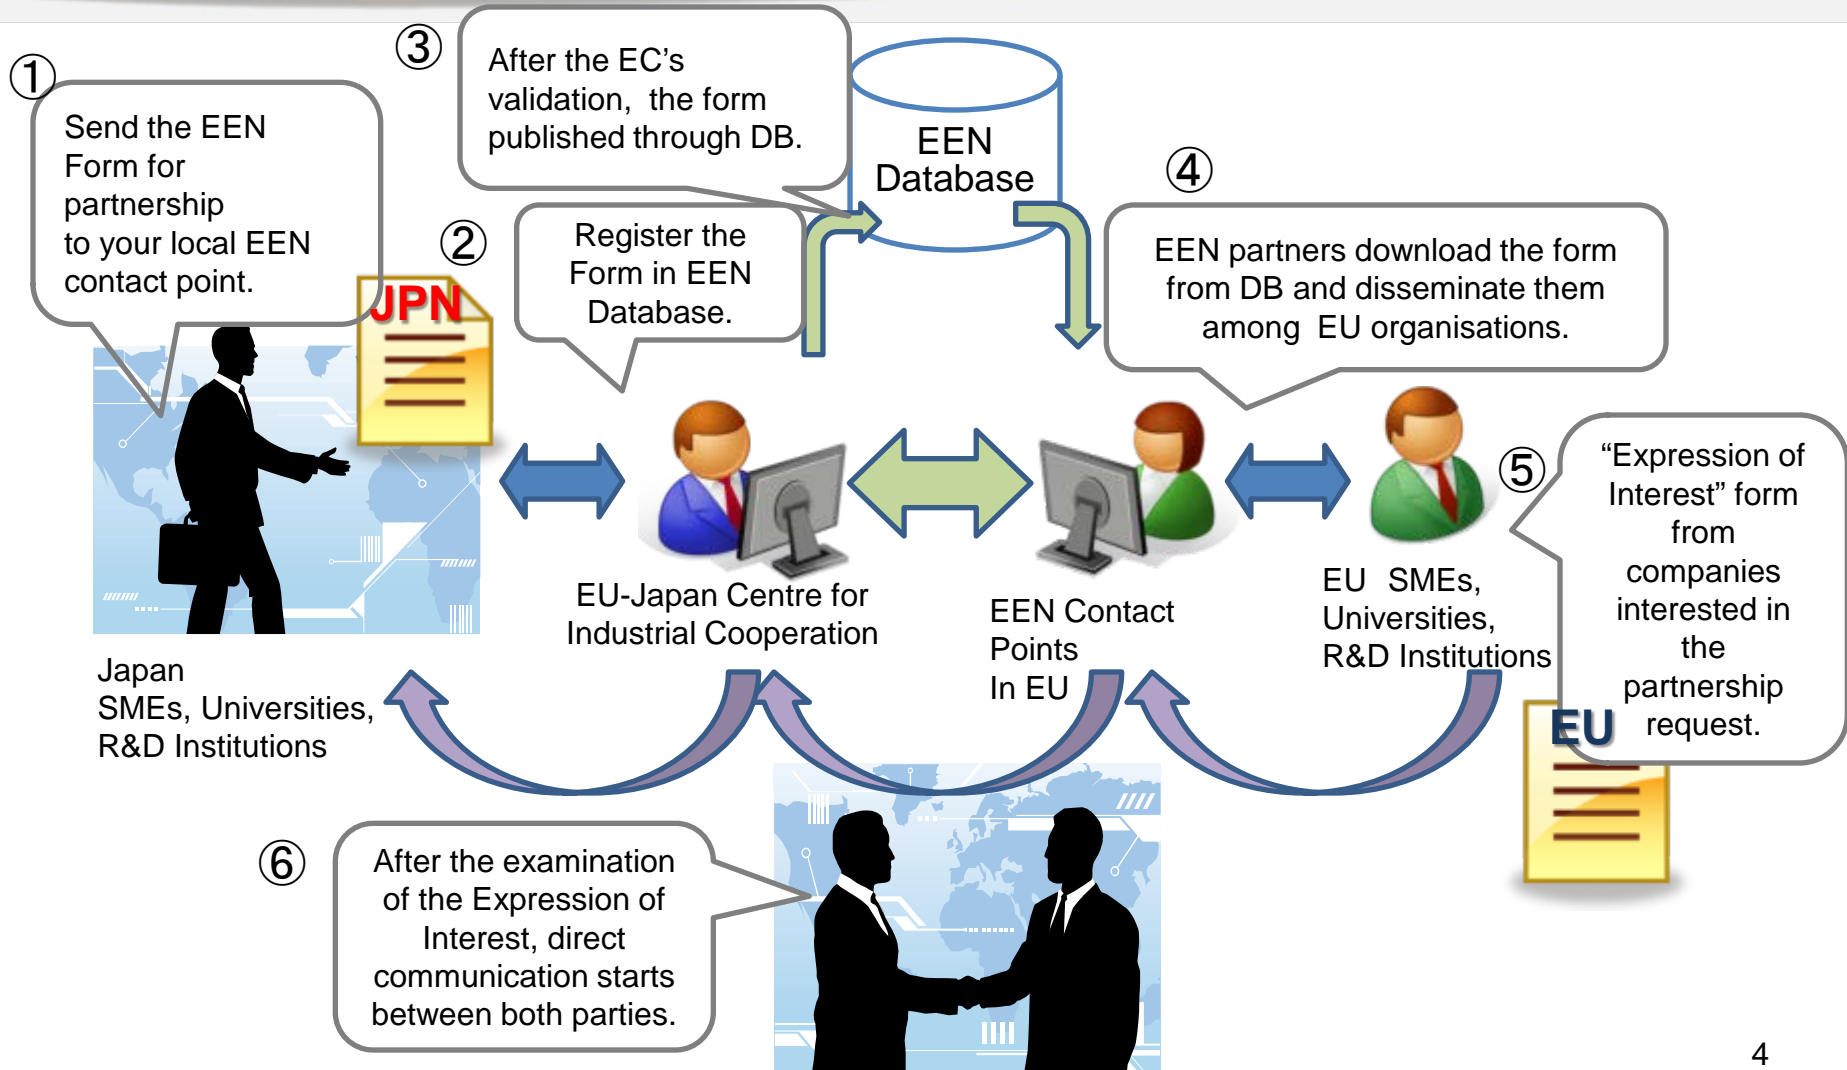 ①
Send the EEN
Form for
partnership
to your local EEN
contact point.
JPN
②
Register the
Form in EEN
Database.
③
After the EC’s
validation,  the form
published through DB.
EEN
Database
④
EEN partners download the form
from DB and disseminate them
among  EU organisations.
⑤
“Expression of
Interest” form
from
companies
interested in
the
partnership
request.
EU
Japan
SMEs, Universities,
R&D Institutions
EU-Japan Centre for
Industrial Cooperation
EEN Contact
Points
In EU
EU  SMEs,
Universities,
R&D Institutions
⑥
After the examination
of the Expression of
Interest, direct
communication starts
between both parties.
4